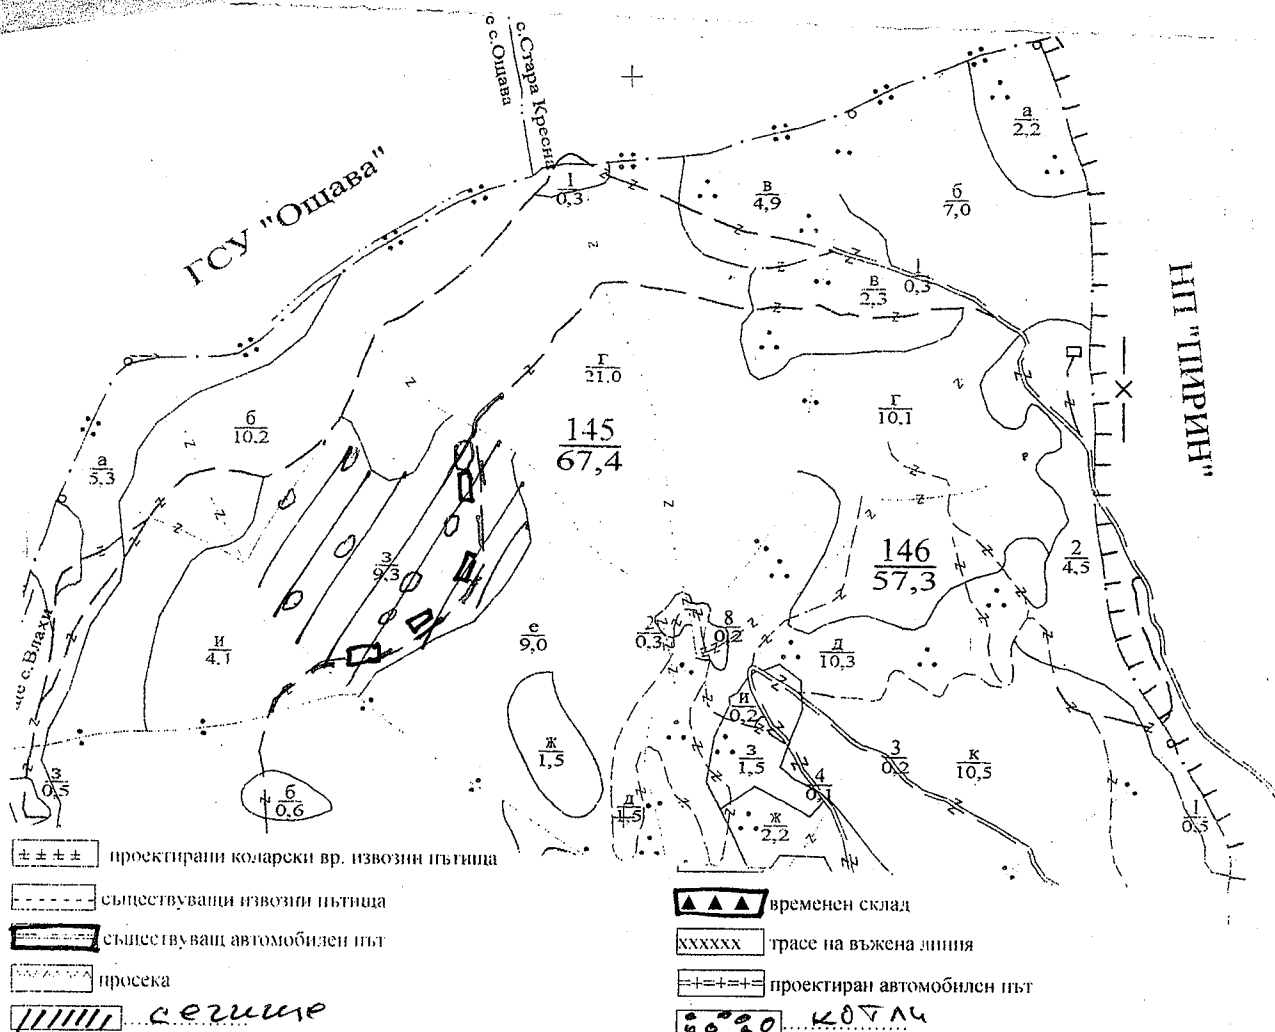 с.Стара Кресна
с.Ощава
ГСУ "Ощава"
НП "ПИРИН"
1
0,3
а
2,2
в
4,9
б
7,0
в
2,3
1
0,3
г
21,0
г
10,1
145
67,4
146
57,3
б
10,2
а
5,3
з
9,3
и
4,1
е
9,0
2
0,3
8
0,2
д
10,3
2
4,5
и
0,2
ж
1,5
з
1,5
4
0,1
3
0,2
к
10,5
1
0,5
з
0,5
б
0,6
д
1,5
ж
2,2
с.Влахи
проектирани коларски вр. извозни пътища
съществуващи извозни пътища
съществуващ автомобилен път
просека
сечище
временен склад
xxxxxx трасе на въжена линия
проектиран автомобилен път
котли